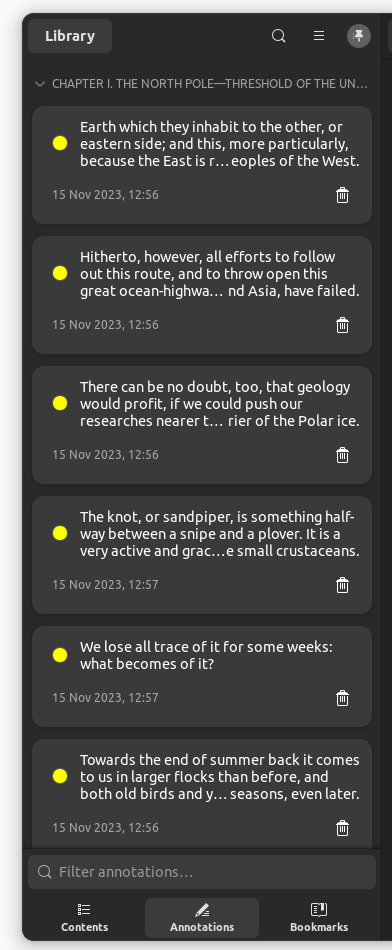 Library
CHAPTER I. THE NORTH POLE—THRESHOLD OF THE UN…
Earth which they inhabit to the other, or
eastern side; and this, more particularly,
because the East is r…eoples of the West.
15 Nov 2023, 12:56
Hitherto, however, all efforts to follow
out this route, and to throw open this
great ocean-highwa… nd Asia, have failed.
15 Nov 2023, 12:56
There can be no doubt, too, that geology
would profit, if we could push our
researches nearer t… rier of the Polar ice.
15 Nov 2023, 12:56
The knot, or sandpiper, is something half-
way between a snipe and a plover. It is a
very active and grac…e small crustaceans.
15 Nov 2023, 12:57
We lose all trace of it for some weeks:
what becomes of it?
15 Nov 2023, 12:57
Towards the end of summer back it comes
to us in larger flocks than before, and
both old birds and y… seasons, even later.
15 Nov 2023, 12:56
Filter annotations…
Contents
Annotations
Bookmarks